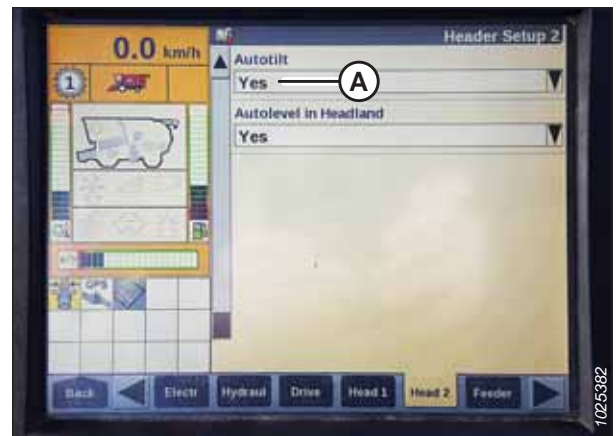 0.0 km/h
Header Setup 2
1
Autotilt
Yes
A
Autolevel in Headland
Yes
GPS
Back
Electr
Hydraul
Drive
Head 1
Head 2
Feeder
1025382